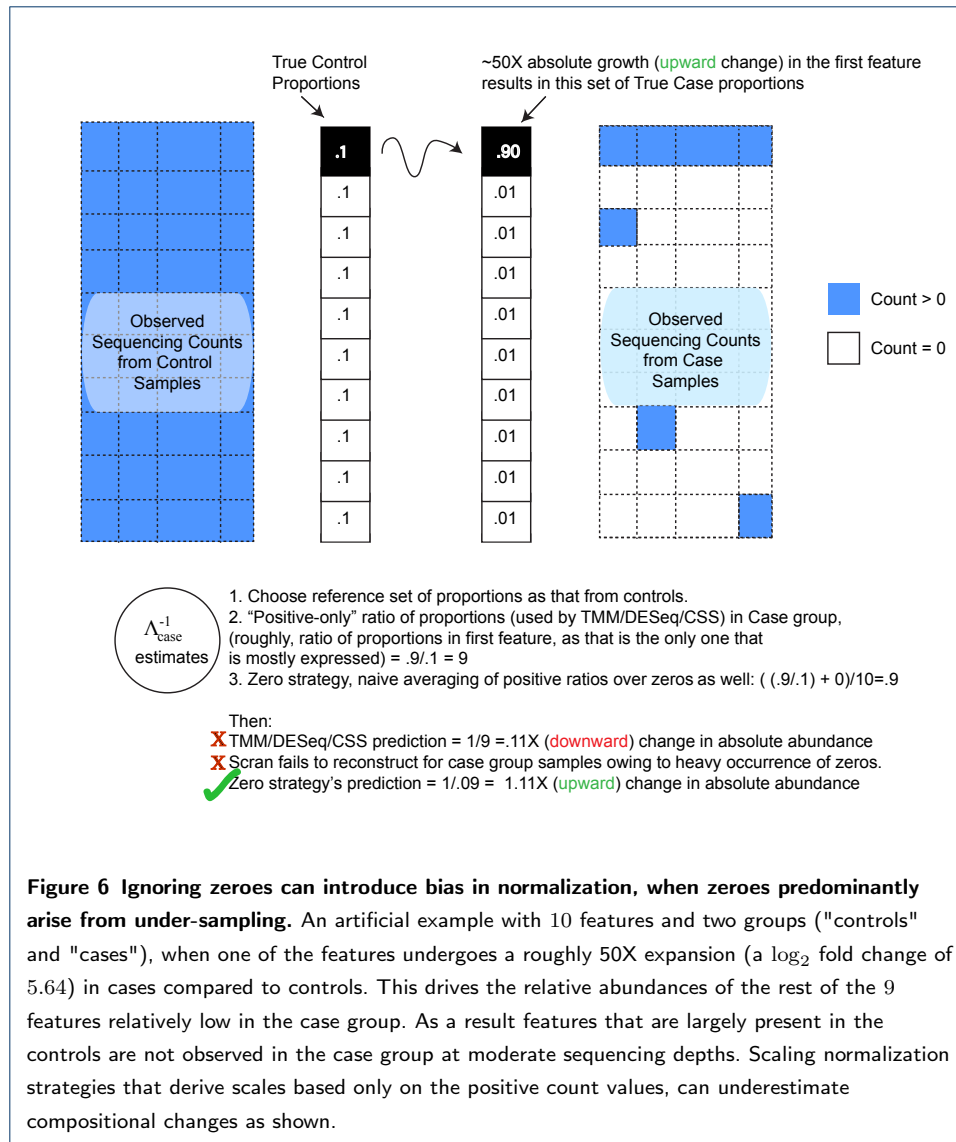 True Control
Proportions
~50X absolute growth (upward change) in the first feature
results in this set of True Case proportions
.1
.1
.1
.1
.1
.1
.1
.1
.1
.1
.90
.01
.01
.01
.01
.01
.01
.01
.01
.01
Observed
Sequencing Counts
from Control
Samples
Observed
Sequencing Counts
from Case
Samples
Count > 0
Count = 0
Λ-1case
estimates
1. Choose reference set of proportions as that from controls.
2. “Positive-only” ratio of proportions (used by TMM/DESeq/CSS) in Case group,
(roughly, ratio of proportions in first feature, as that is the only one that
is mostly expressed) = .9/.1 = 9
3. Zero strategy, naive averaging of positive ratios over zeros as well: ( (.9/.1) + 0)/10=.9
Then:
X TMM/DESeq/CSS prediction = 1/9 =.11X (downward) change in absolute abundance
X Scran fails to reconstruct for case group samples owing to heavy occurrence of zeros.
Zero strategy's prediction = 1/.09 = 1.11X (upward) change in absolute abundance
Figure 6 Ignoring zeroes can introduce bias in normalization, when zeroes predominantly
arise from under-sampling. An artificial example with 10 features and two groups ("controls"
and "cases"), when one of the features undergoes a roughly 50X expansion (a log2 fold change of
5.64) in cases compared to controls. This drives the relative abundances of the rest of the 9
features relatively low in the case group. As a result features that are largely present in the
controls are not observed in the case group at moderate sequencing depths. Scaling normalization
strategies that derive scales based only on the positive count values, can underestimate
compositional changes as shown.